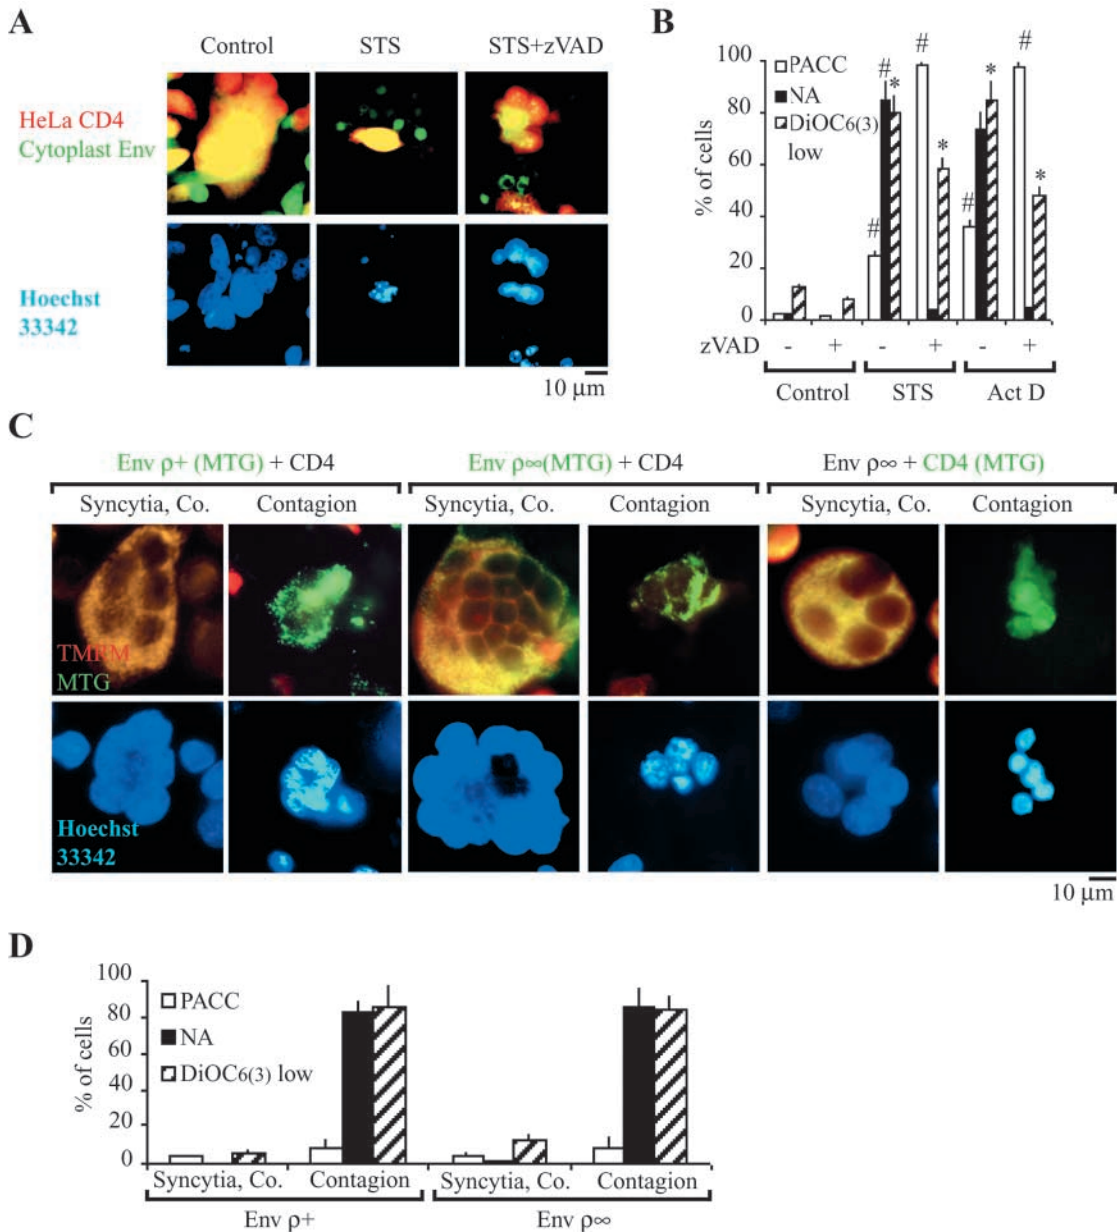 A
Control STS STS+zVAD
HeLa CD4
Cytoplast Env
Hoechst
33342
10 μm
B
% of cells
100
80
60
40
20
0
PACC
NA
DiOC6(3)
low
# * # * # * # *
zVAD - + - + - +
Control STS Act D
C
Env ρ+ (MTG) + CD4 Env ρ∞(MTG) + CD4 Env ρ∞ + CD4 (MTG)
Syncytia, Co. Contagion Syncytia, Co. Contagion Syncytia, Co. Contagion
TMRM
MTG
Hoechst
33342
10 μm
D
% of cells
100
80
60
40
20
0
PACC
NA
DiOC6(3) low
Syncytia, Co. Contagion Syncytia, Co. Contagion
Env ρ+ Env ρ∞